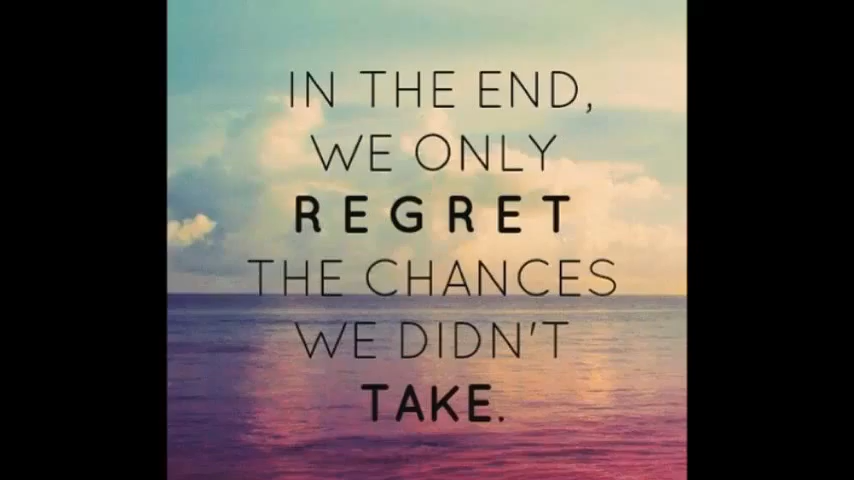 IN THE END,
WE ONLY
REGRET
THE CHANCES
WE DIDN'T
TAKE.